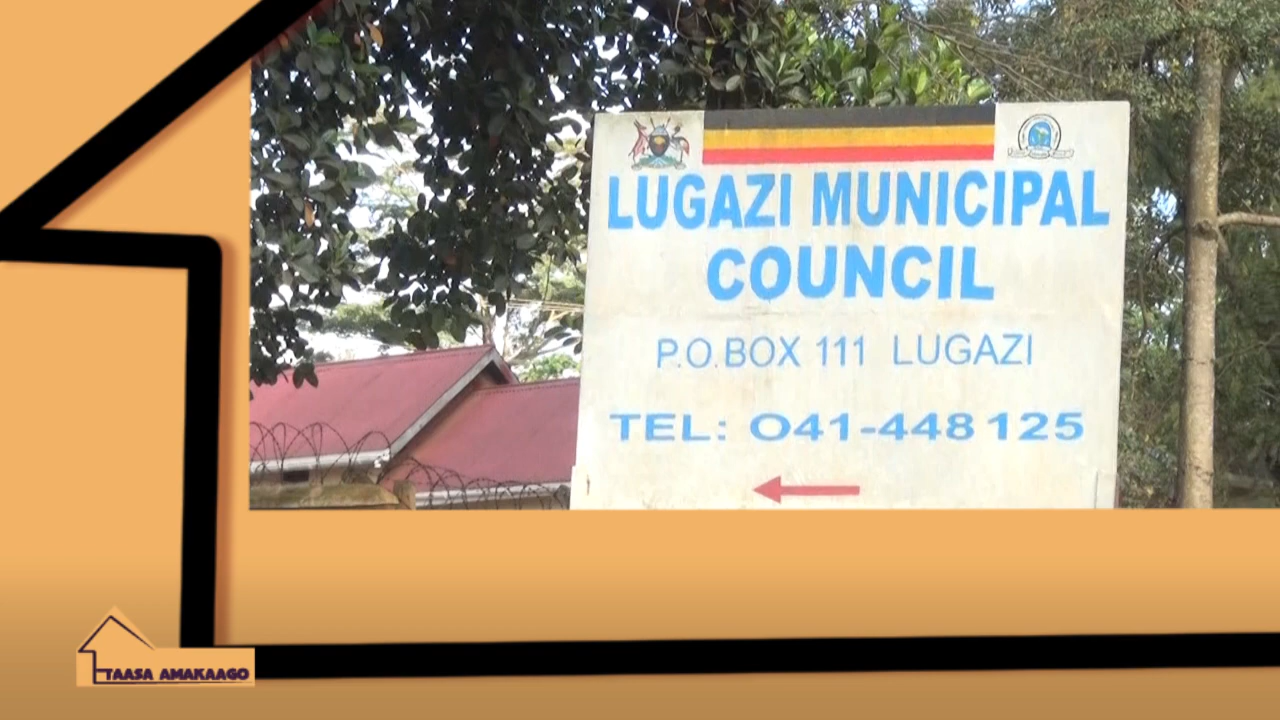 LUGAZI MUNICIPAL
COUNCIL
P.O.BOX 111 LUGAZI
TEL: 041-448125
TAASA AMAKAAGO